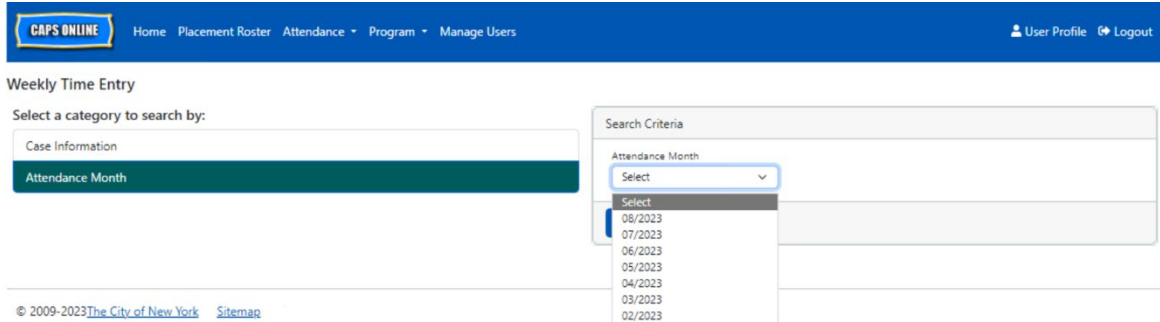 CAPS ONLINE
Home Placement Roster Attendance Program Manage Users
User Profile Logout
Weekly Time Entry
Select a category to search by:
Case Information
Attendance Month
Search Criteria
Attendance Month
Select
Select
08/2023
07/2023
06/2023
05/2023
04/2023
03/2023
02/2023
© 2009-2023The City of New York Sitemap